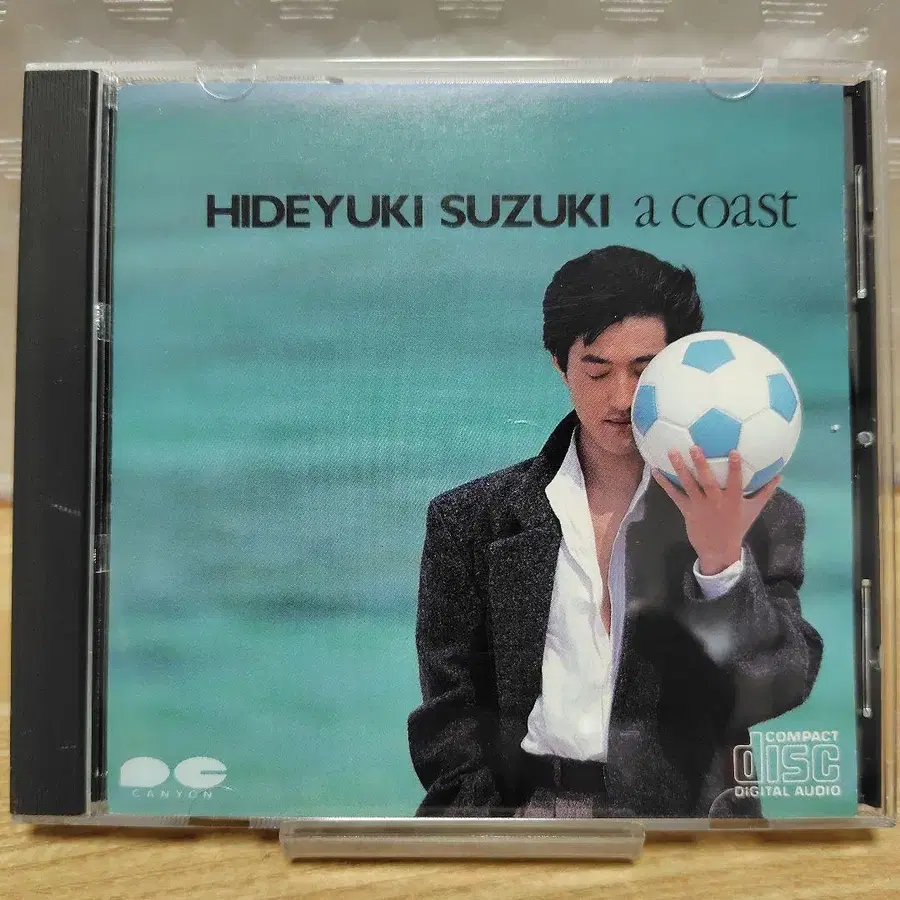 HIDEYUKI SUZUKI a coast
CANYON
COMPACT
disc
DIGITAL AUDIO